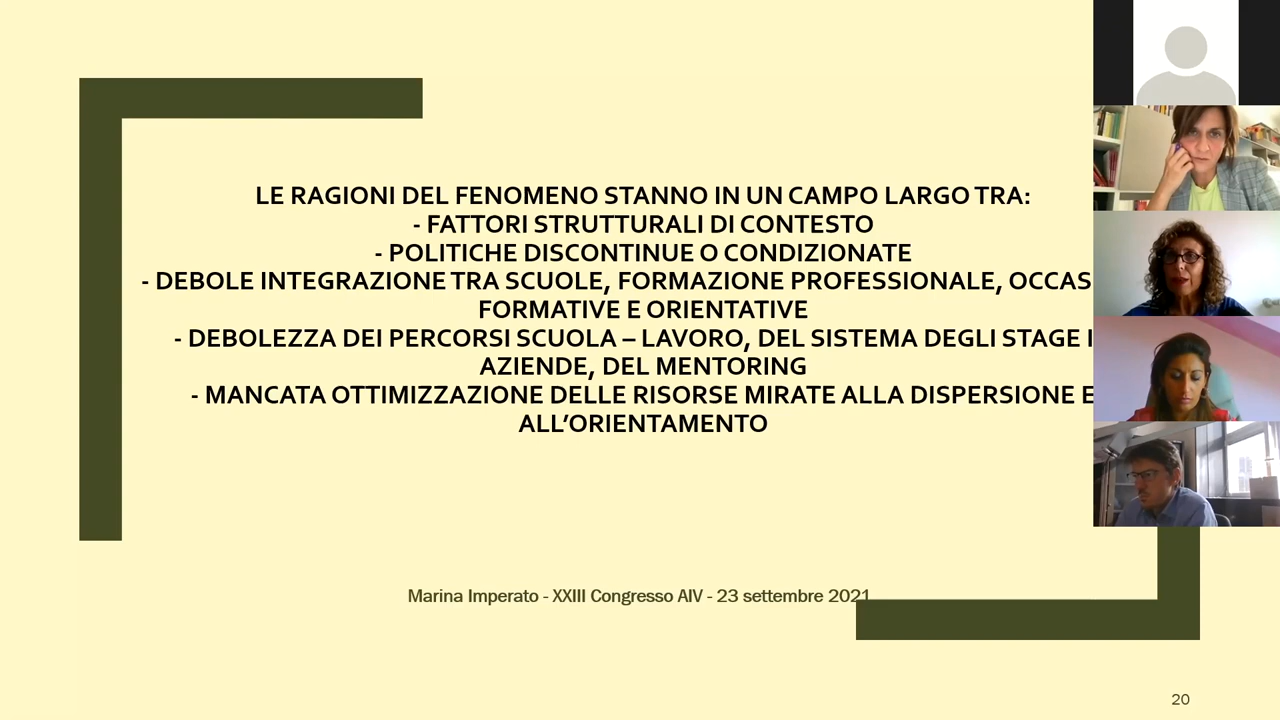 LE RAGIONI DEL FENOMENO STANNO IN UN CAMPO LARGO TRA:
- FATTORI STRUTTURALI DI CONTESTO
- POLITICHE DISCONTINUE O CONDIZIONATE
- DEBOLE INTEGRAZIONE TRA SCUOLE, FORMAZIONE PROFESSIONALE,
FORMATIVE E ORIENTATIVE
- DEBOLEZZA DEI PERCORSI SCUOLA – LAVORO, DEL SISTEMA DEGLI STAGE
AZIENDE, DEL MENTORING
- MANCATA OTTIMIZZAZIONE DELLE RISORSE MIRATE ALLA DISPERSIONE E
ALL'ORIENTAMENTO
Marina Imperato - XXIII Congresso AIV - 23 settembre 2021
20